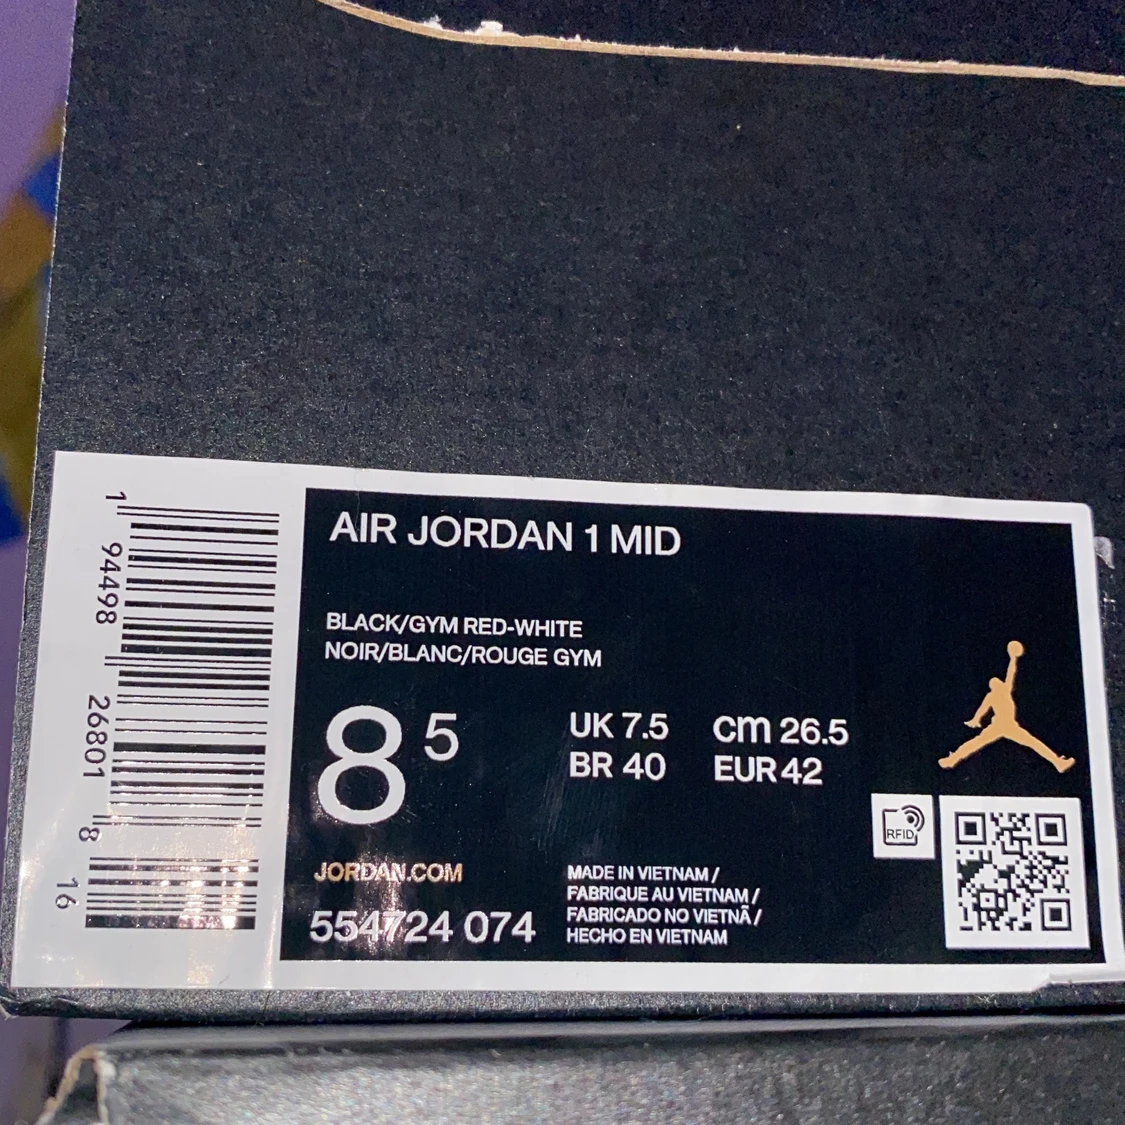 AIR JORDAN 1 MID
BLACK/GYM RED-WHITE
NOIR/BLANC/ROUGE GYM
8 5
UK 7.5 cm 26.5
BR 40 EUR 42
JORDAN.COM
554724 074
MADE IN VIETNAM /
FABRIQUE AU VIETNAM /
FABRICADO NO VIETNÃ /
HECHO EN VIETNAM
RFID
1 94498 26801 8 16